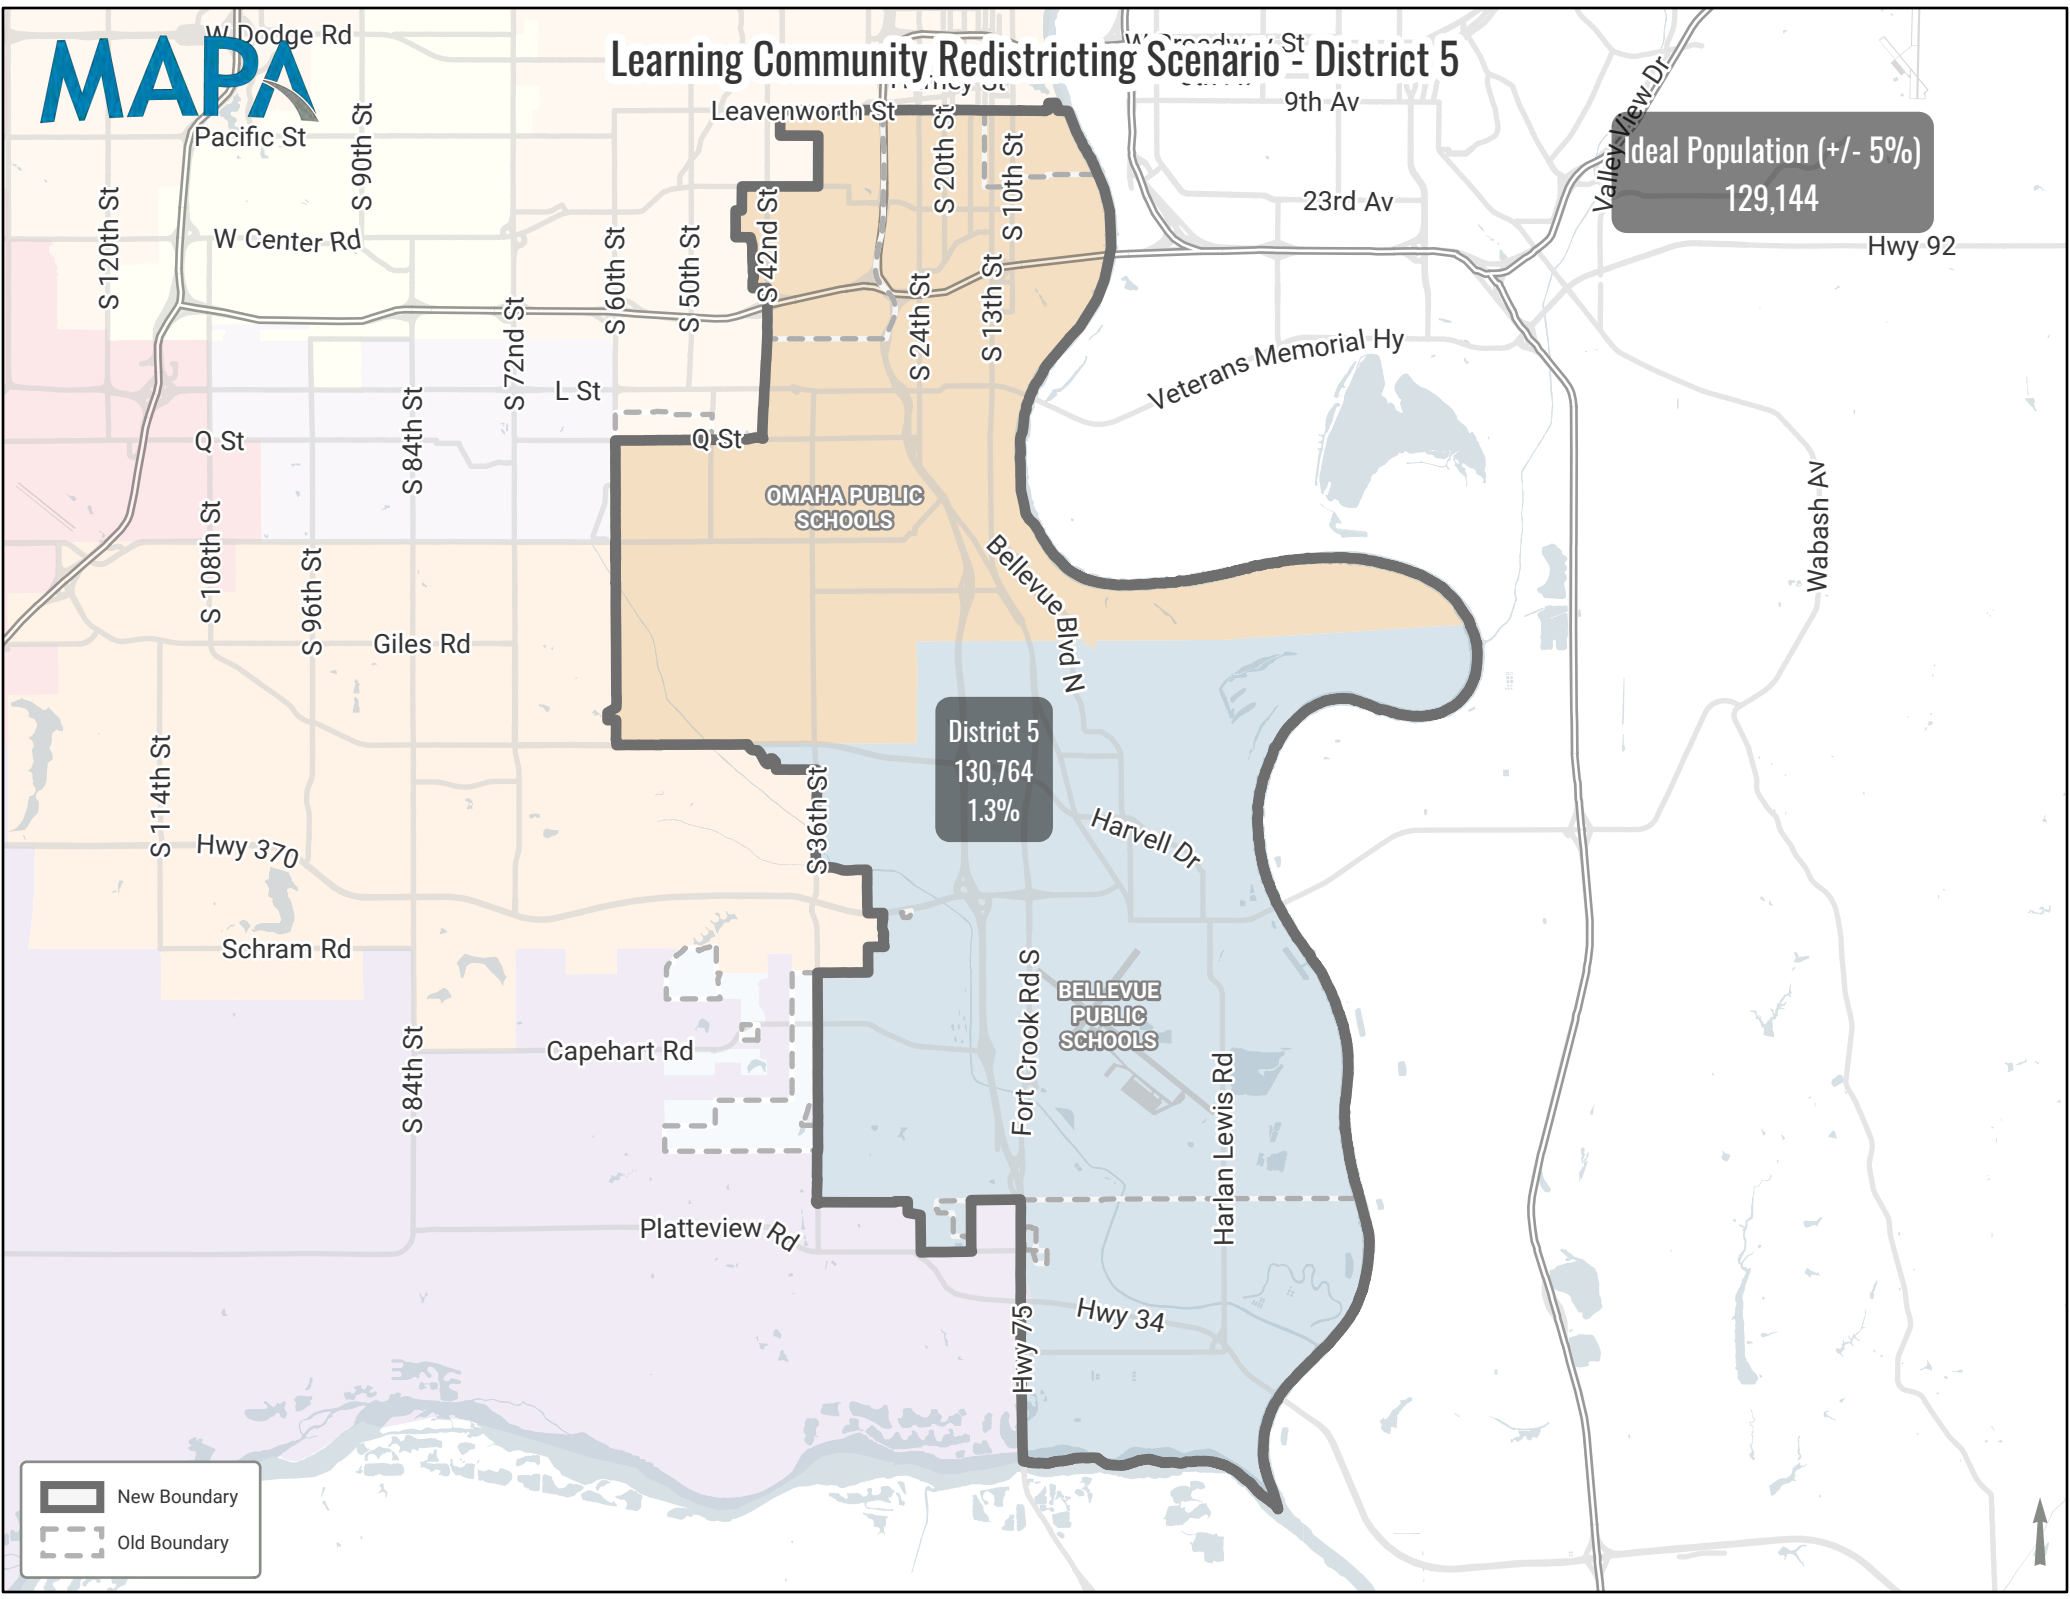 W Dodge Rd
MAPA
Learning Community Redistricting Scenario - District 5
Leavenworth St
9th Av
Pacific St
S 90th St
S 20th St
S 10th St
Valley View Dr
Ideal Population (+/- 5%)
129,144
S 120th St
W Center Rd
S 60th St
S 50th St
S 42nd St
23rd Av
Hwy 92
S 72nd St
S 24th St
S 13th St
Veterans Memorial Hy
L St
S 84th St
Q St
Q St
OMAHA PUBLIC
SCHOOLS
Wabash Av
S 108th St
S 96th St
Bellevue Blvd N
Giles Rd
District 5
130,764
1.3%
S 114th St
S 36th St
Harvell Dr
Hwy 370
Schram Rd
Fort Crook Rd S
BELLEVUE
PUBLIC
SCHOOLS
Capehart Rd
S 84th St
Harlan Lewis Rd
Platteview Rd
Hwy 75
Hwy 34
New Boundary
Old Boundary